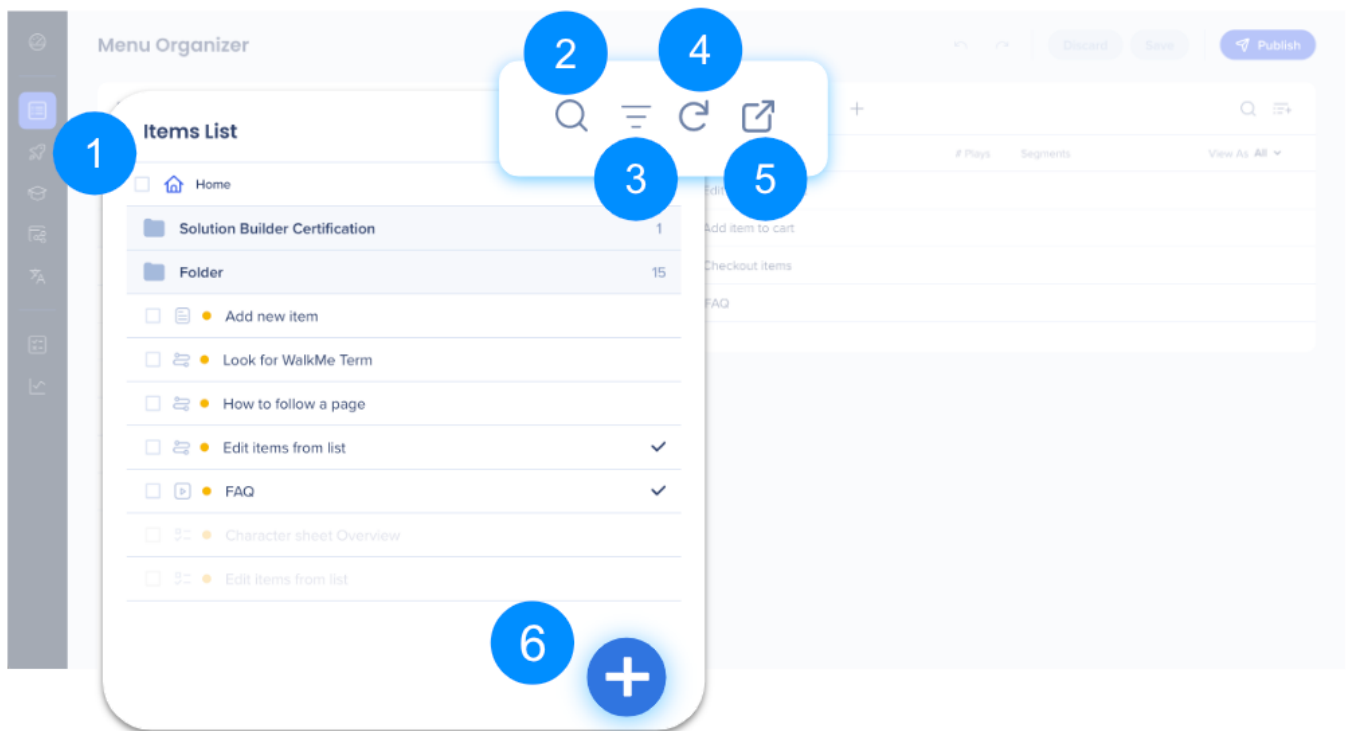 Menu Organizer
Discard
Save
Publish
2
4
Items List
1
3
5
# Plays
Segments
View As All
Home
Edit
Solution Builder Certification
1
Add item to cart
Folder
15
Checkout items
Add new item
FAQ
Look for WalkMe Term
How to follow a page
Edit items from list
FAQ
Character sheet Overview
Edit items from list
6